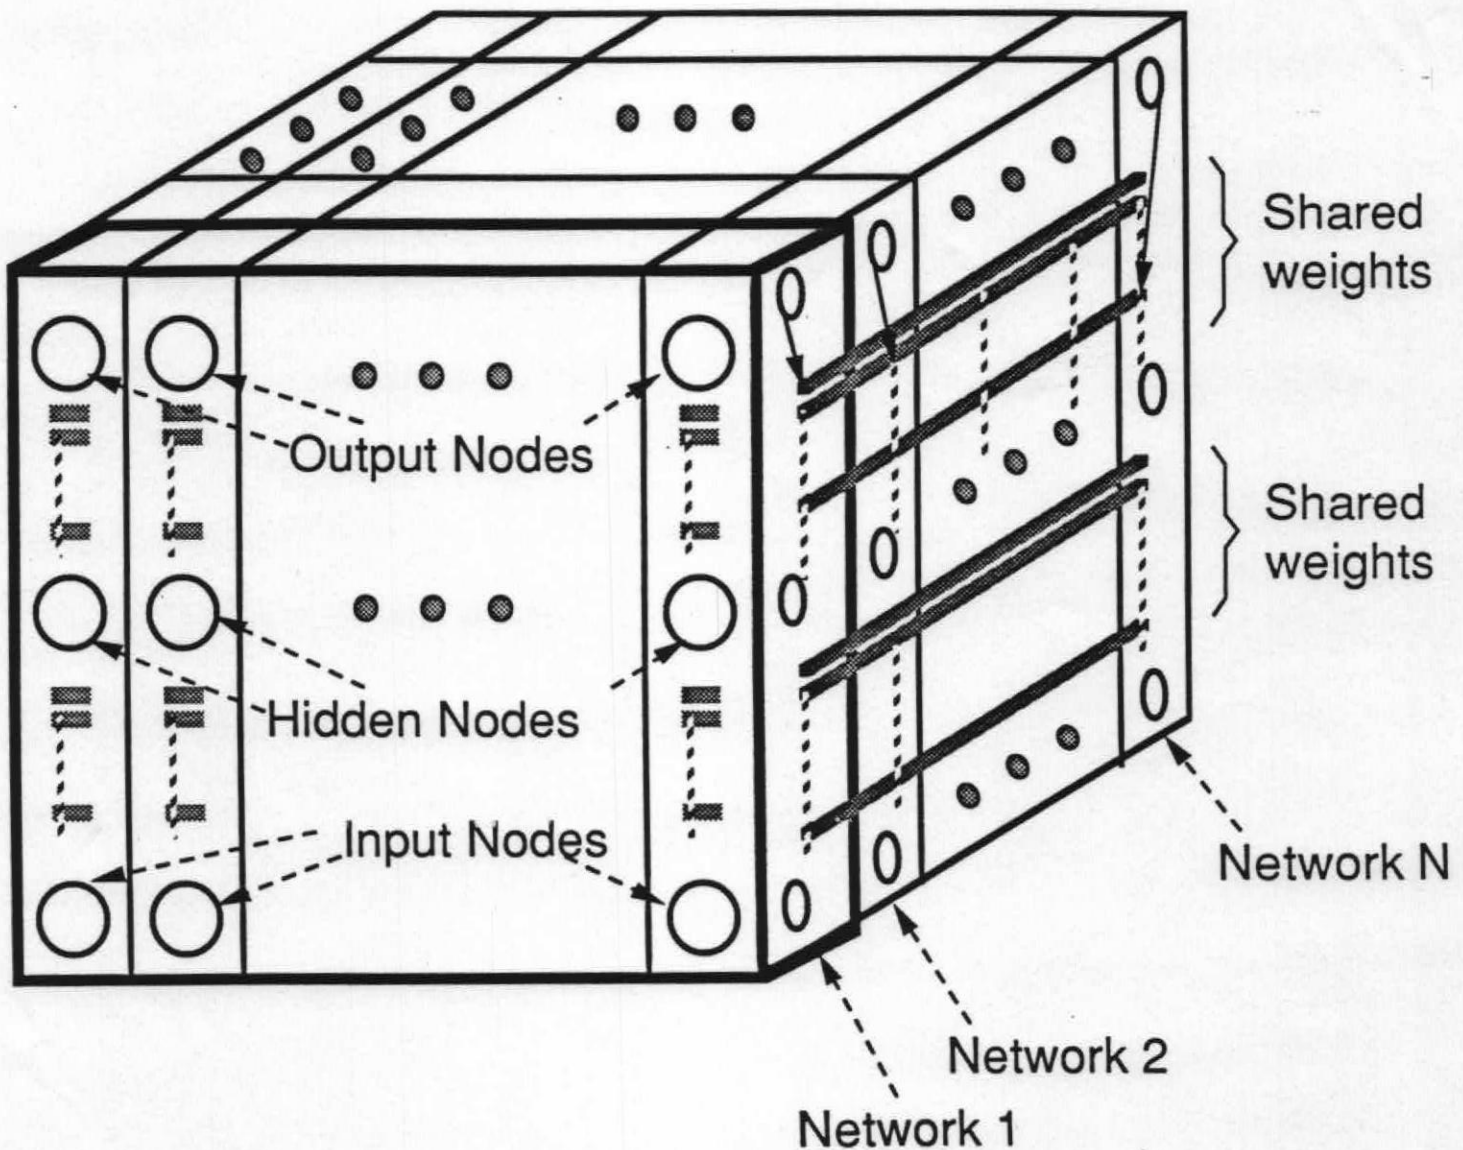 Shared
weights
Output Nodes
Shared
weights
Hidden Nodes
Input Nodes
Network N
Network 2
Network 1